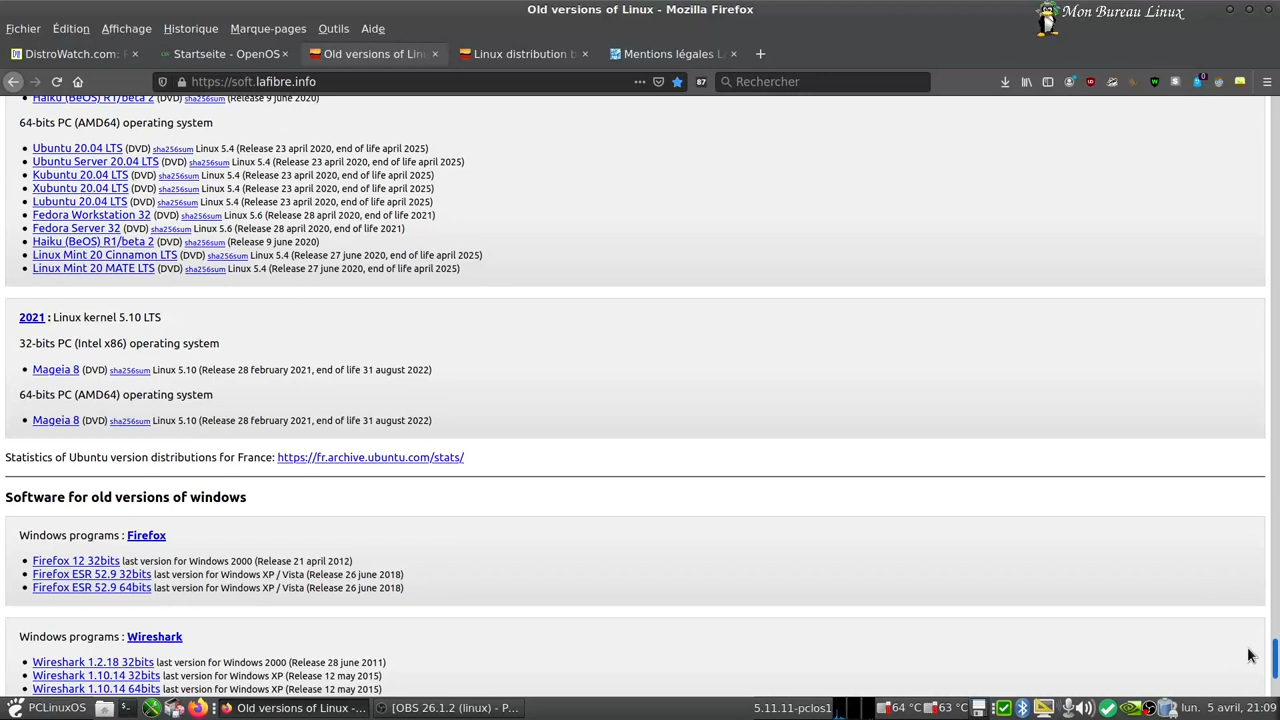 Old versions of Linux - Mozilla Firefox
Mon Bureau Linux
Fichier Édition Affichage Historique Marque-pages Outils Aide
DistroWatch.com: F × Startseite - OpenOS × Old versions of Lin × Linux distribution b × Mentions légales L × +
https://soft.lafibre.info ··· 87 Rechercher
Haiku (BeOS) R1/beta 2 (DVD) sha256sum (Release 9 june 2020)
64-bits PC (AMD64) operating system
• Ubuntu 20.04 LTS (DVD) sha256sum Linux 5.4 (Release 23 april 2020, end of life april 2025)
• Ubuntu Server 20.04 LTS (DVD) sha256sum Linux 5.4 (Release 23 april 2020, end of life april 2025)
• Kubuntu 20.04 LTS (DVD) sha256sum Linux 5.4 (Release 23 april 2020, end of life april 2025)
• Xubuntu 20.04 LTS (DVD) sha256sum Linux 5.4 (Release 23 april 2020, end of life april 2025)
• Lubuntu 20.04 LTS (DVD) sha256sum Linux 5.4 (Release 23 april 2020, end of life april 2025)
• Fedora Workstation 32 (DVD) sha256sum Linux 5.6 (Release 28 april 2020, end of life 2021)
• Fedora Server 32 (DVD) sha256sum Linux 5.6 (Release 28 april 2020, end of life 2021)
• Haiku (BeOS) R1/beta 2 (DVD) sha256sum (Release 9 june 2020)
• Linux Mint 20 Cinnamon LTS (DVD) sha256sum Linux 5.4 (Release 27 june 2020, end of life april 2025)
• Linux Mint 20 MATE LTS (DVD) sha256sum Linux 5.4 (Release 27 june 2020, end of life april 2025)
2021 : Linux kernel 5.10 LTS
32-bits PC (Intel x86) operating system
• Mageia 8 (DVD) sha256sum Linux 5.10 (Release 28 february 2021, end of life 31 august 2022)
64-bits PC (AMD64) operating system
• Mageia 8 (DVD) sha256sum Linux 5.10 (Release 28 february 2021, end of life 31 august 2022)
Statistics of Ubuntu version distributions for France: https://fr.archive.ubuntu.com/stats/
Software for old versions of windows
Windows programs : Firefox
• Firefox 12 32bits last version for Windows 2000 (Release 21 april 2012)
• Firefox ESR 52.9 32bits last version for Windows XP / Vista (Release 26 june 2018)
• Firefox ESR 52.9 64bits last version for Windows XP / Vista (Release 26 june 2018)
Windows programs : Wireshark
• Wireshark 1.2.18 32bits last version for Windows 2000 (Release 28 june 2011)
• Wireshark 1.10.14 32bits last version for Windows XP (Release 12 may 2015)
• Wireshark 1.10.14 64bits last version for Windows XP (Release 12 may 2015)
PCLinuxOS Old versions of Linux -... [OBS 26.1.2 (linux) - P... 5.11.11-pclos1 64 °C 63 °C lun. 5 avril, 21:09